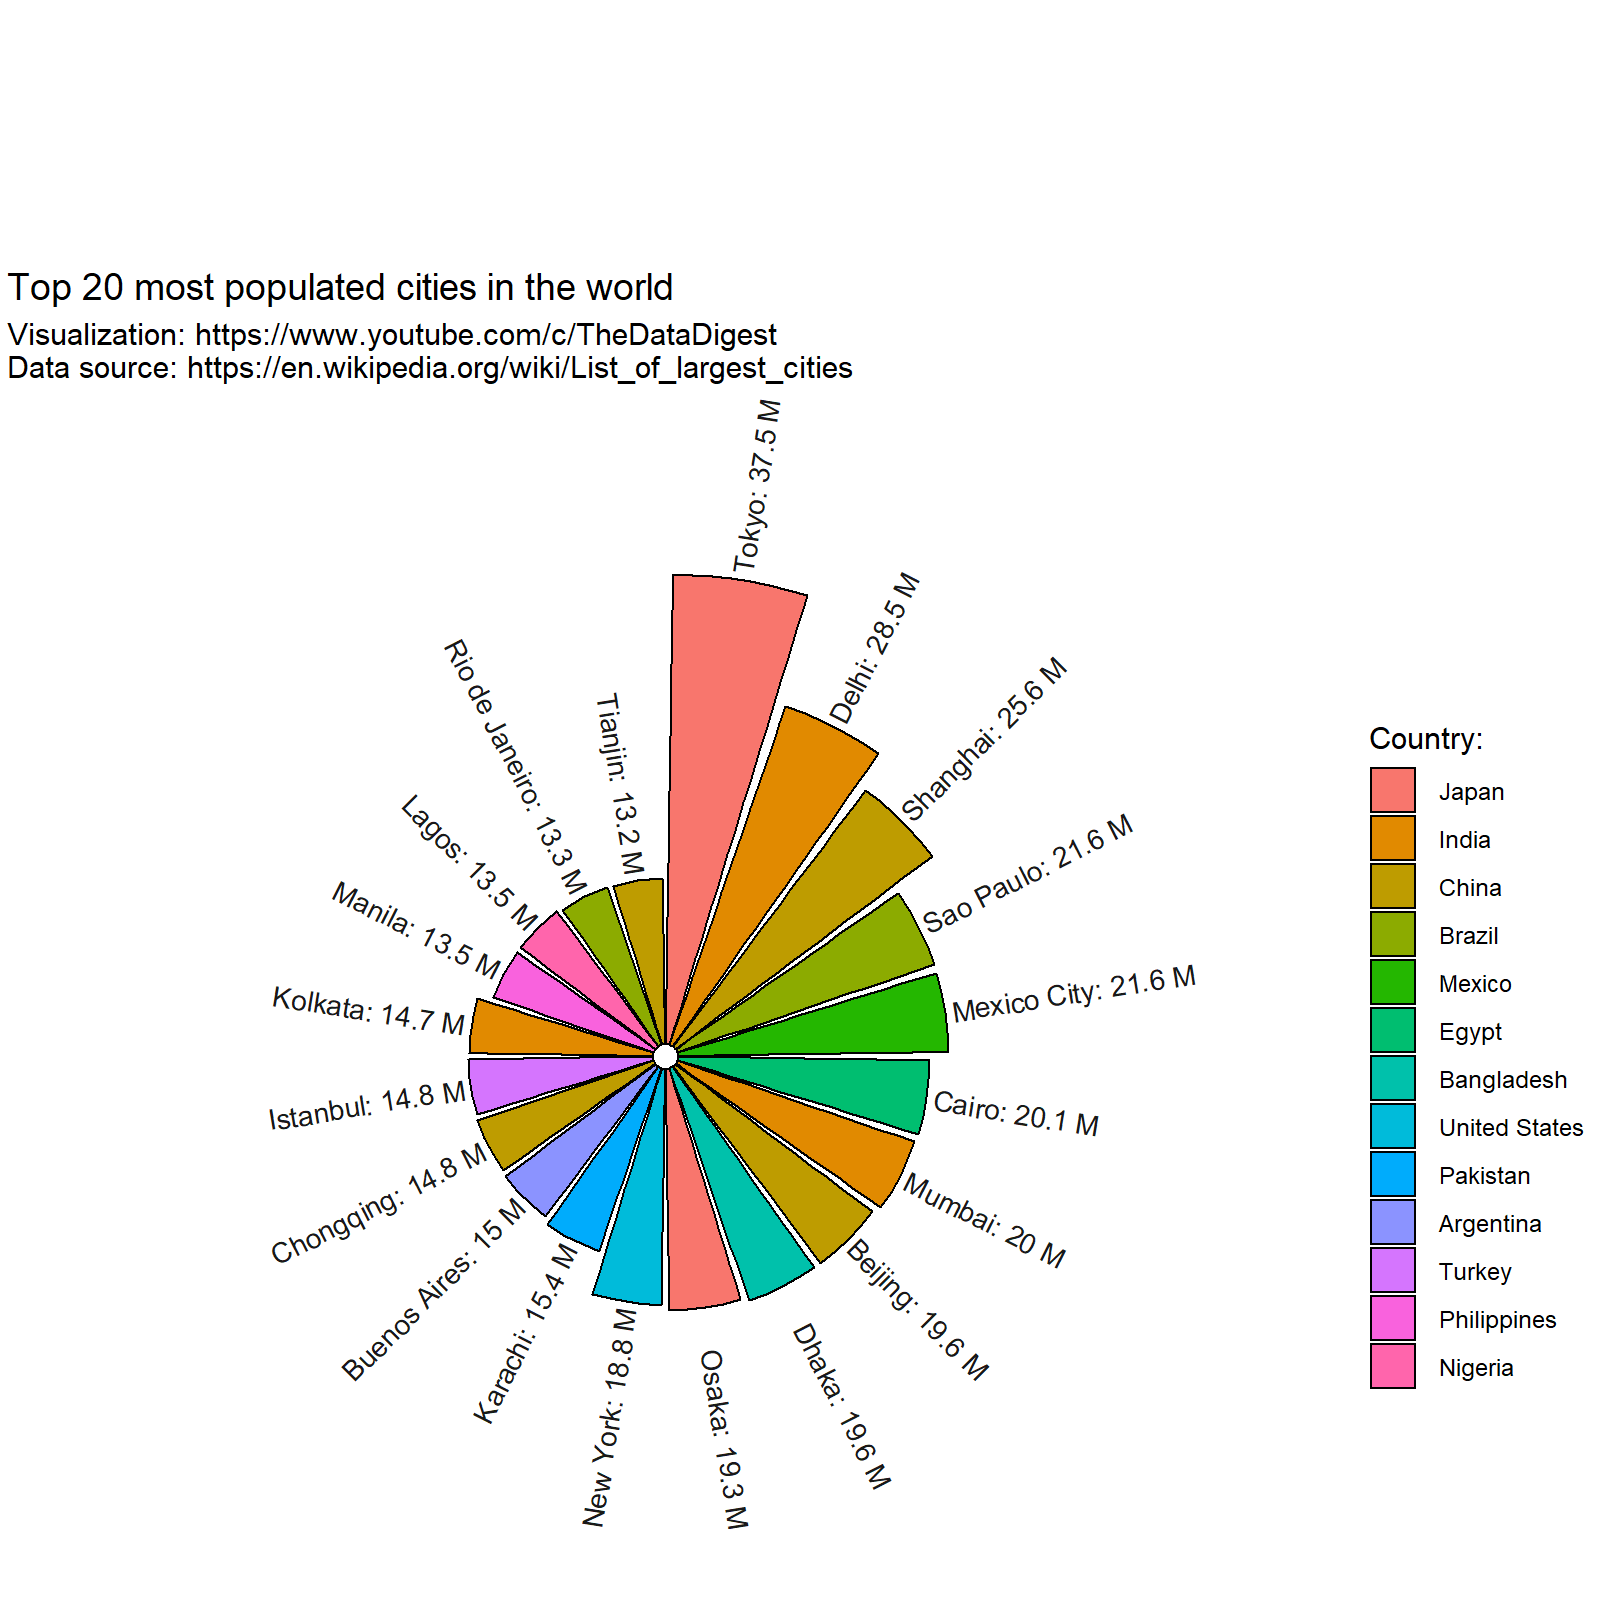 Top 20 most populated cities in the world
Visualization: https://www.youtube.com/c/TheDataDigest
Data source: https://en.wikipedia.org/wiki/List_of_largest_cities
Tokyo: 37.5 M
Delhi: 28.5 M
Shanghai: 25.6 M
Sao Paulo: 21.6 M
Mexico City: 21.6 M
Cairo: 20.1 M
Mumbai: 20 M
Beijing: 19.6 M
Dhaka: 19.6 M
Osaka: 19.3 M
New York: 18.8 M
Karachi: 15.4 M
Buenos Aires: 15 M
Chongqing: 14.8 M
Istanbul: 14.8 M
Kolkata: 14.7 M
Manila: 13.5 M
Lagos: 13.5 M
Rio de Janeiro: 13.3 M
Tianjin: 13.2 M
Country:
Japan
India
China
Brazil
Mexico
Egypt
Bangladesh
United States
Pakistan
Argentina
Turkey
Philippines
Nigeria